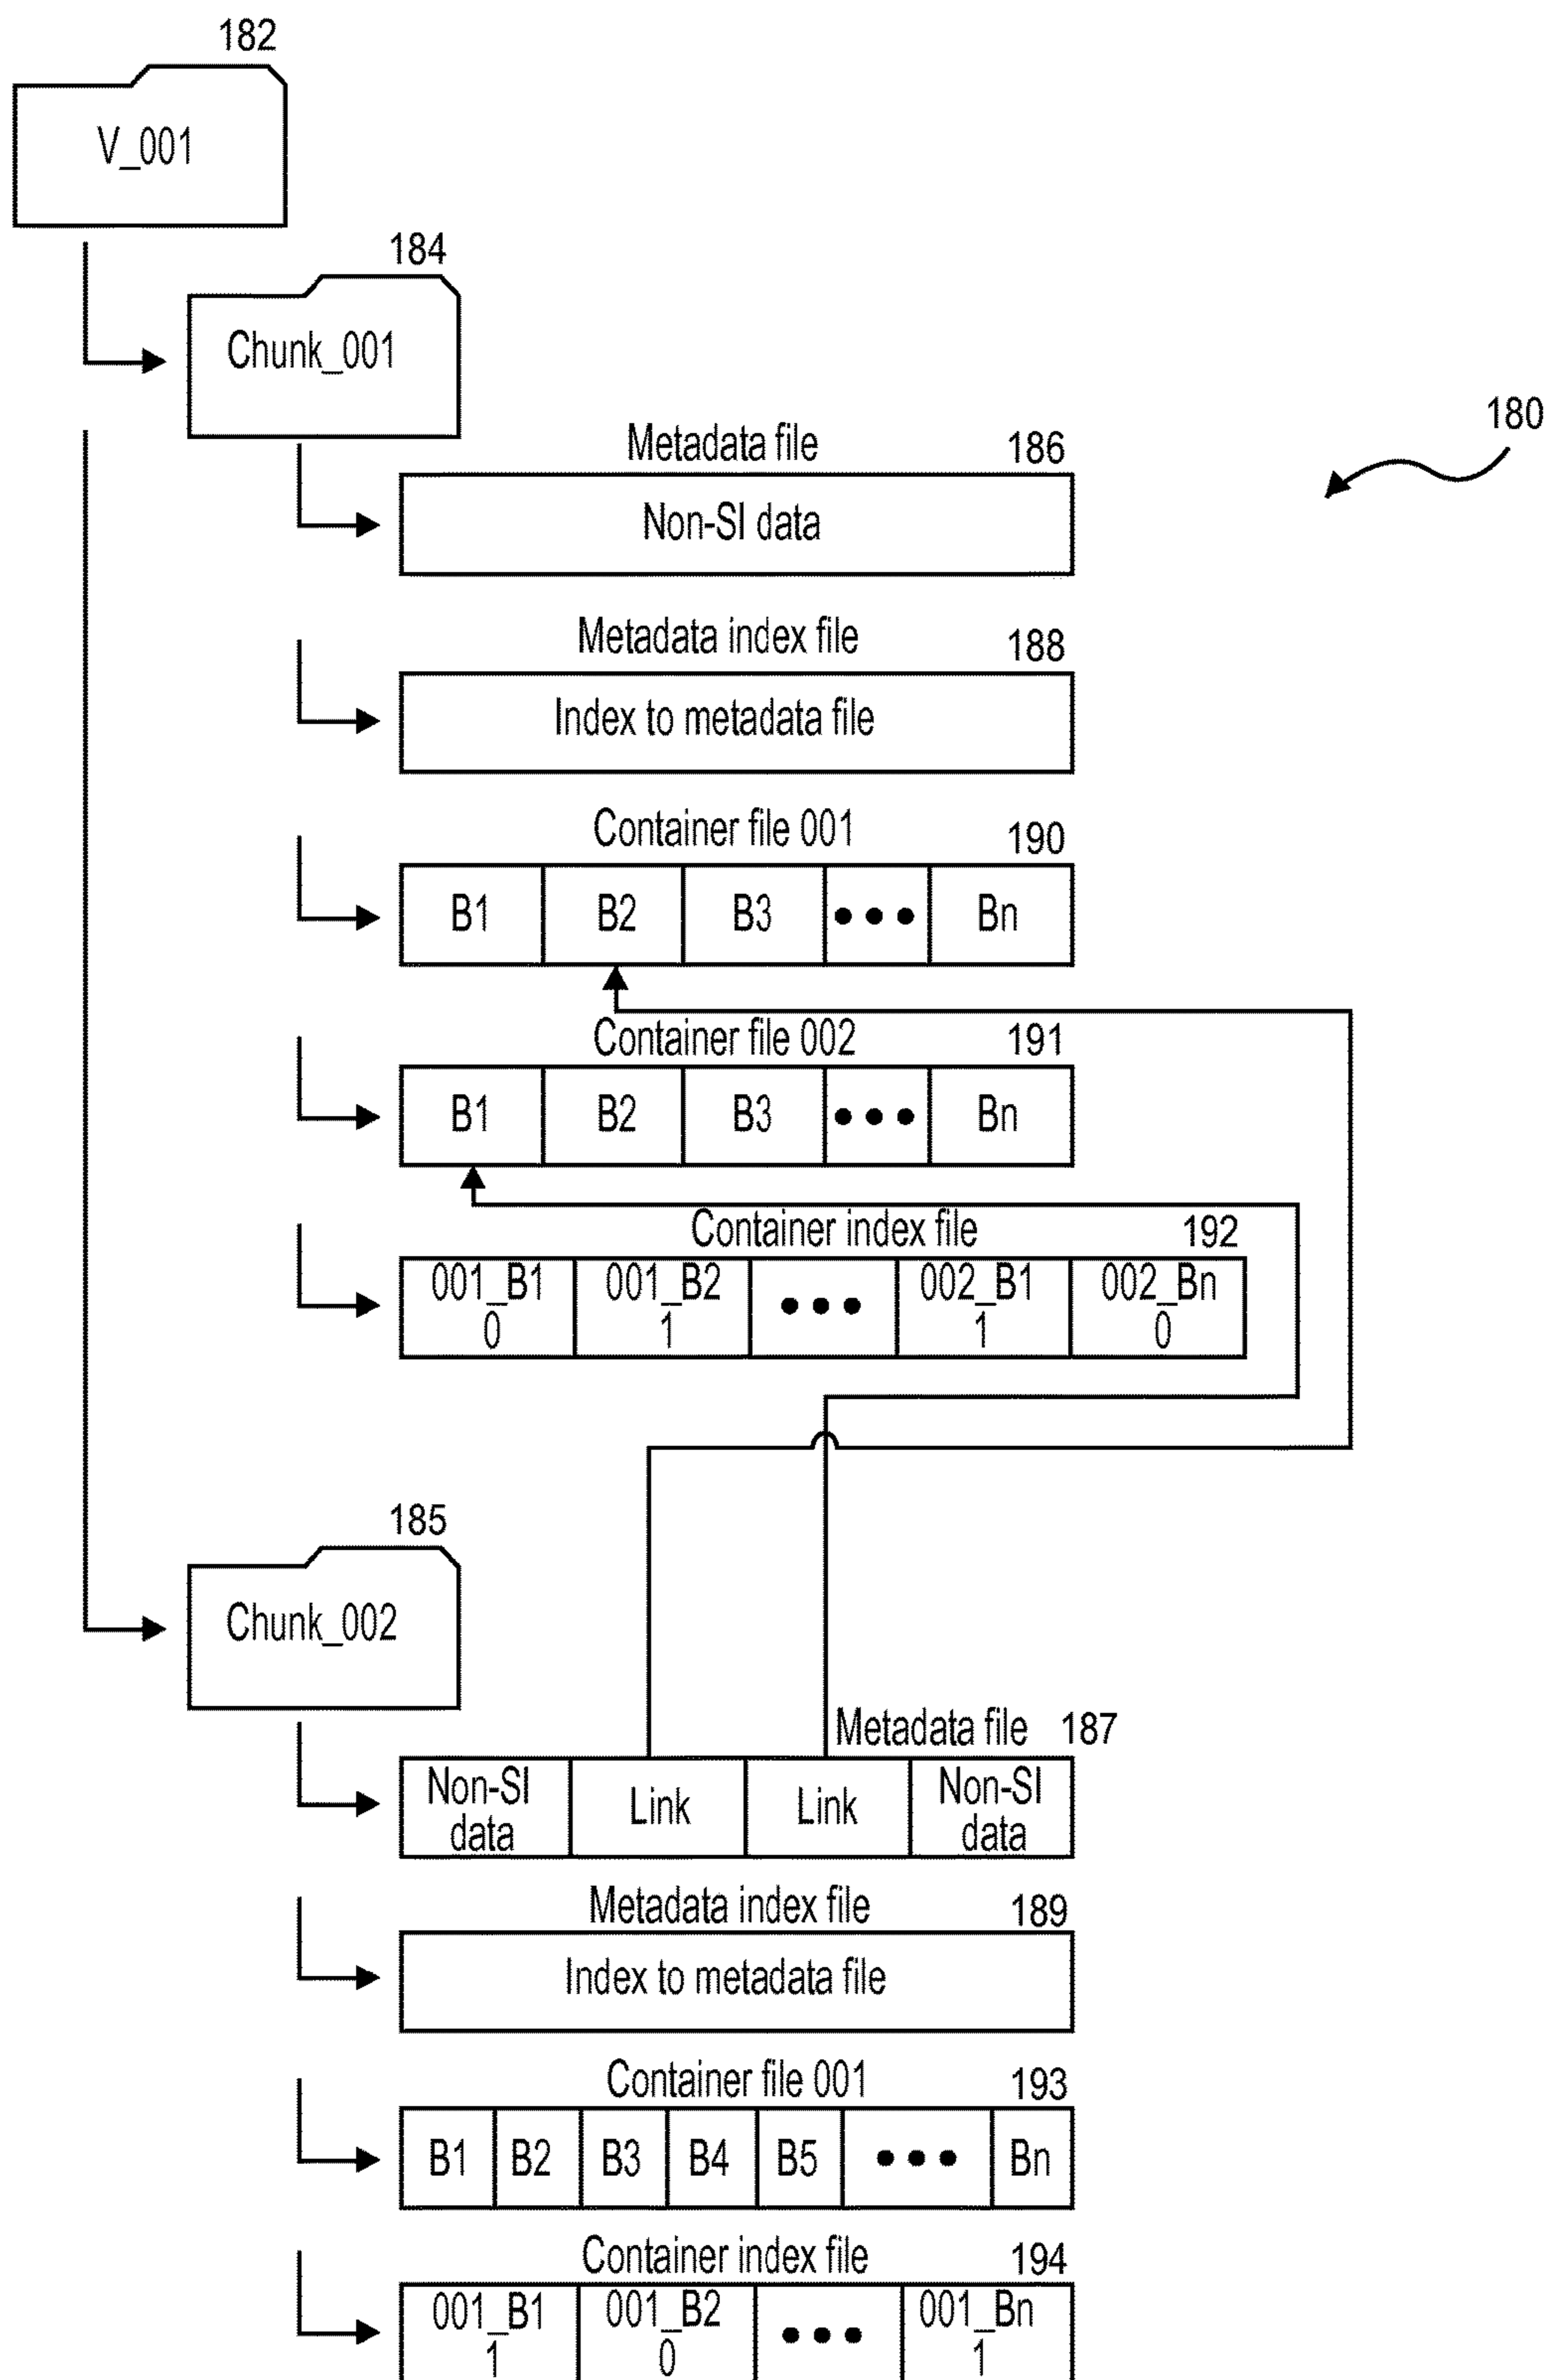 182
V_001
184
Chunk_001
180
Metadata file 186
Non-SI data
Metadata index file 188
Index to metadata file
Container file 001 190
B1 B2 B3 ••• Bn
Container file 002 191
B1 B2 B3 ••• Bn
Container index file 192
001_B1 001_B2 ••• 002_B1 002_Bn
0 1 1 0
185
Chunk_002
Metadata file 187
Non-SI Link Link Non-SI
data data
Metadata index file 189
Index to metadata file
Container file 001 193
B1 B2 B3 B4 B5 ••• Bn
Container index file 194
001_B1 001_B2 ••• 001_Bn
1 0 1